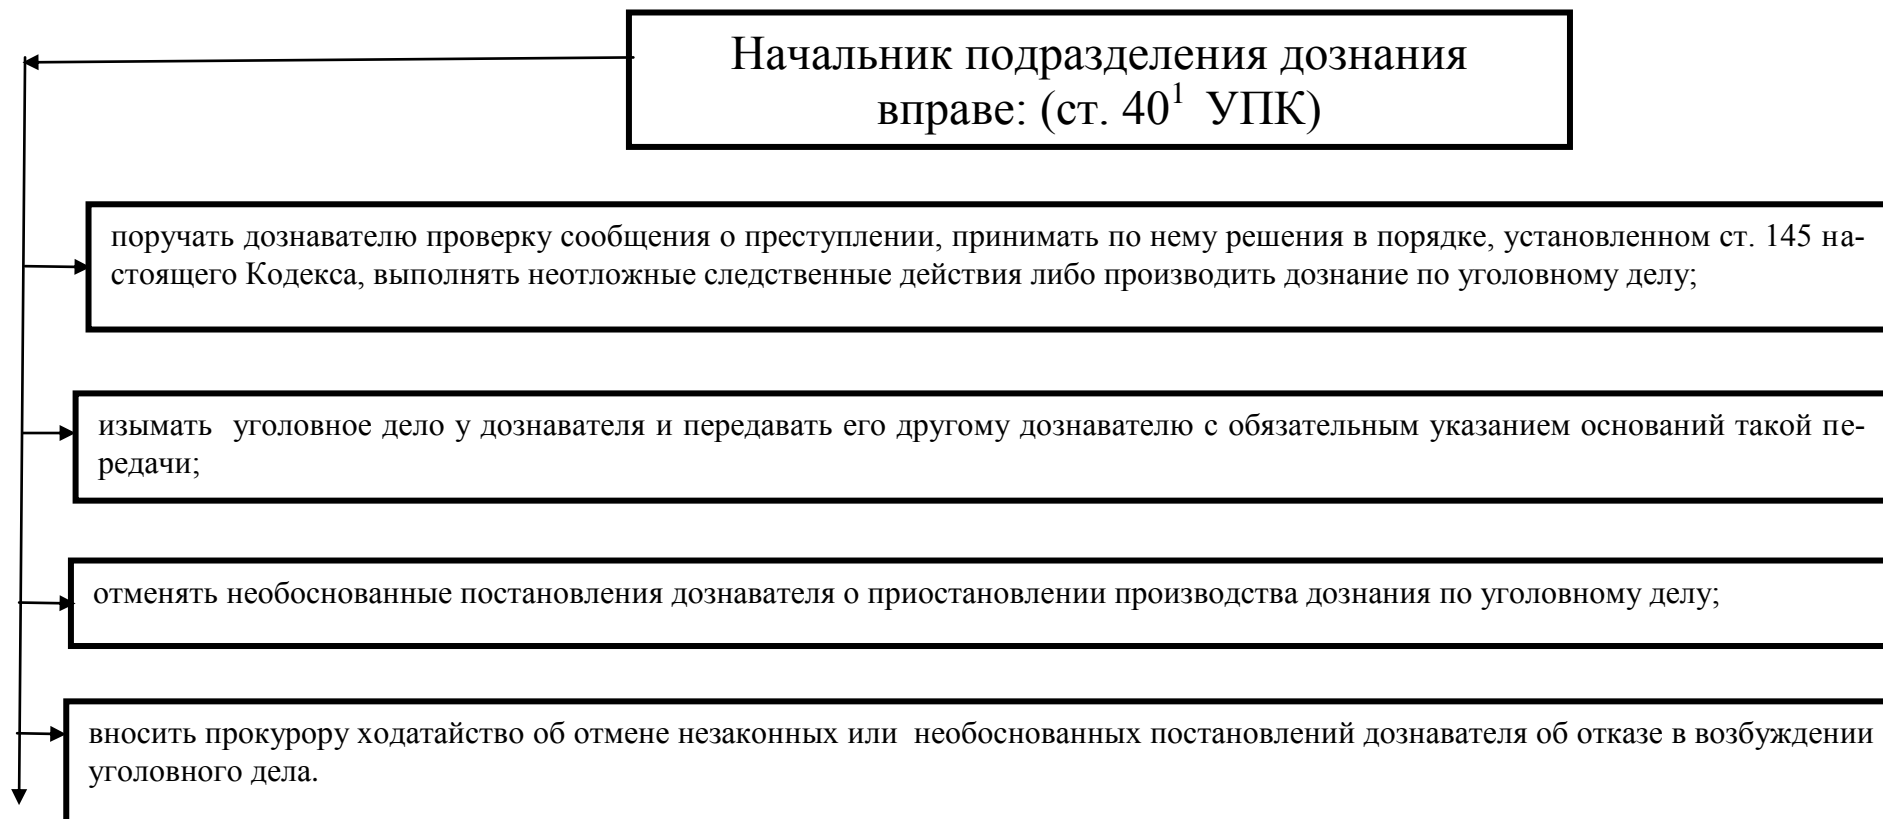 Начальник подразделения дознания
вправе: (ст. 40¹ УПК)
поручать дознавателю проверку сообщения о преступлении, принимать по нему решения в порядке, установленном ст. 145 на-
стоящего Кодекса, выполнять неотложные следственные действия либо производить дознание по уголовному делу;
изымать уголовное дело у дознавателя и передавать его другому дознавателю с обязательным указанием оснований такой пе-
редачи;
отменять необоснованные постановления дознавателя о приостановлении производства дознания по уголовному делу;
вносить прокурору ходатайство об отмене незаконных или необоснованных постановлений дознавателя об отказе в возбуждении
уголовного дела.